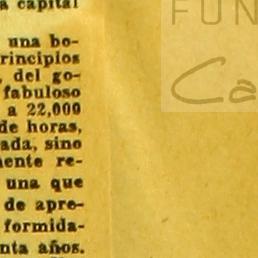 a capital
una bo-
rincipios
, del go-
fabuloso
a 22,000
de horas,
ada, sino
mente re-
una que
de apre-
formida-
nta años.
FUN
Ca